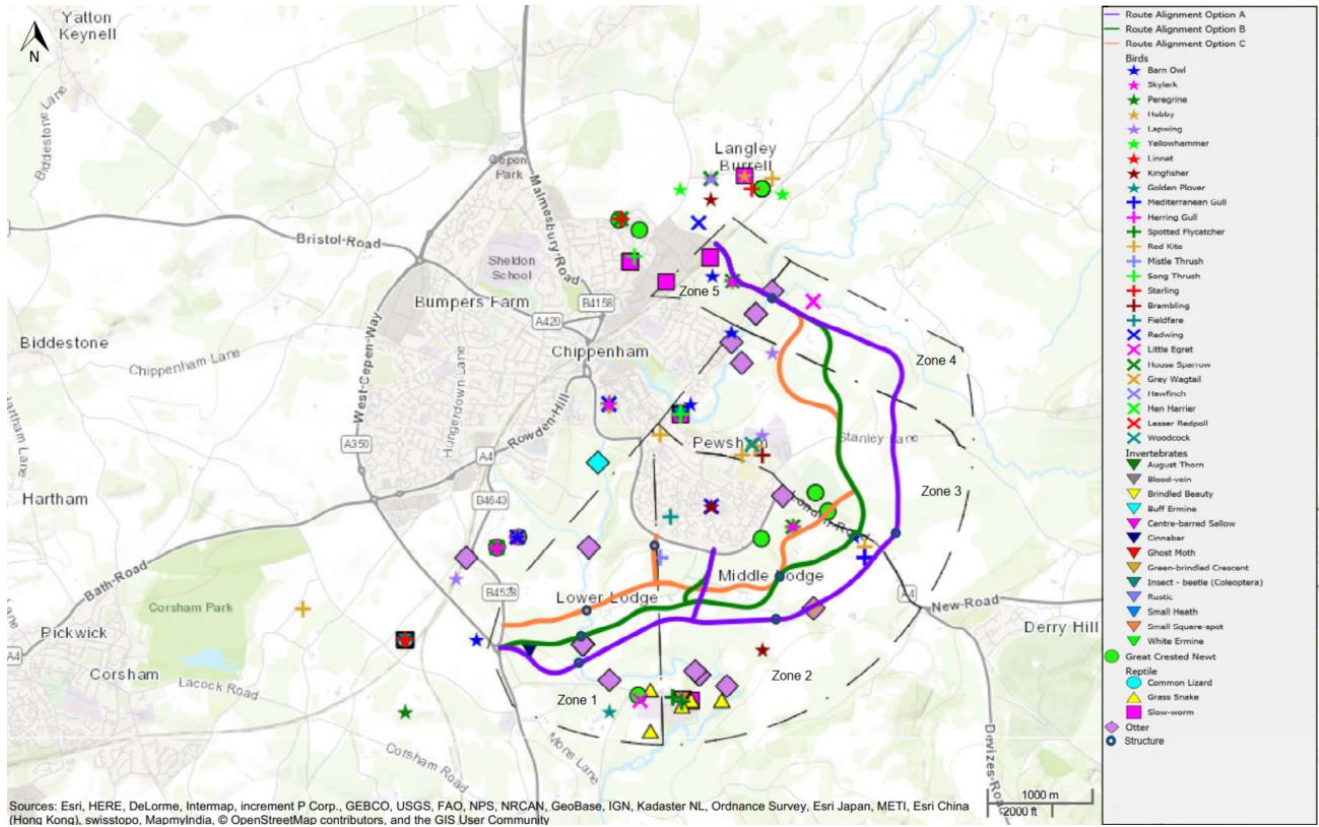 Yatton
Keynell
N
Biddestone Lane
Biddestone Lane
Cepen
Park
Malmesbury-Road
Langley
Burrell
Bristol-Road
Sheldon
School
Zone 5
Bumpers Farm
B4158
A420
Biddestone
Chippenham
Chippenham Lane
Zone 4
West-Cepen-Way
Hungerdown-Lane
Rowden-Hill
A350
A4
Pewsham
Stanley Lane
Hartham Lane
Hartham
B4643
Zone 3
London Road
Bath-Road
Middle Lodge
B4528
Lower Lodge
Corsham Park
A4
New-Road
Pickwick
A4
Derry Hill
Corsham
Lacock Road
Zone 1
Zone 2
Corsham Road
Mons Lane
Devizes-Road
1000 m
2000 ft
Sources: Esri, HERE, DeLorme, Intermap, increment P Corp., GEBCO, USGS, FAO, NPS, NRCAN, GeoBase, IGN, Kadaster NL, Ordnance Survey, Esri Japan, METI, Esri China
(Hong Kong), swisstopo, MapmyIndia, © OpenStreetMap contributors, and the GIS User Community
Route Alignment Option A
Route Alignment Option B
Route Alignment Option C
Birds
Barn Owl
Skylark
Peregrine
Hobby
Lapwing
Yellowhammer
Linnet
Kingfisher
Golden Plover
Mediterranean Gull
Herring Gull
Spotted Flycatcher
Red Kite
Mistle Thrush
Song Thrush
Starling
Brambling
Fieldfare
Redwing
Little Egret
House Sparrow
Grey Wagtail
Hawfinch
Hen Harrier
Lesser Redpoll
Woodcock
Invertebrates
August Thorn
Blood-vein
Brindled Beauty
Buff Ermine
Centre-barred Sallow
Cinnabar
Ghost Moth
Green-brindled Crescent
Insect - beetle (Coleoptera)
Rustic
Small Heath
Small Square-spot
White Ermine
Great Crested Newt
Reptile
Common Lizard
Grass Snake
Slow-worm
Otter
Structure